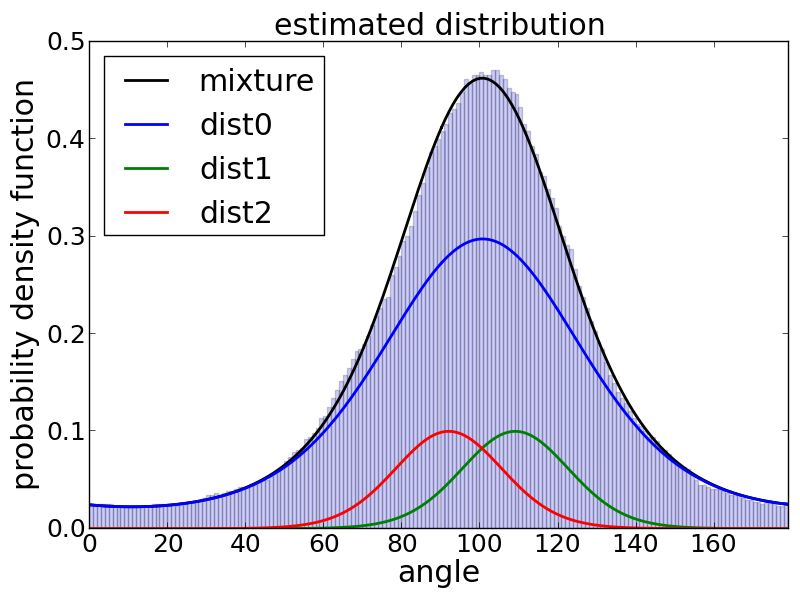 estimated distribution
probability density function
0.5
0.4
0.3
0.2
0.1
0.0
mixture
dist0
dist1
dist2
0 20 40 60 80 100 120 140 160
angle